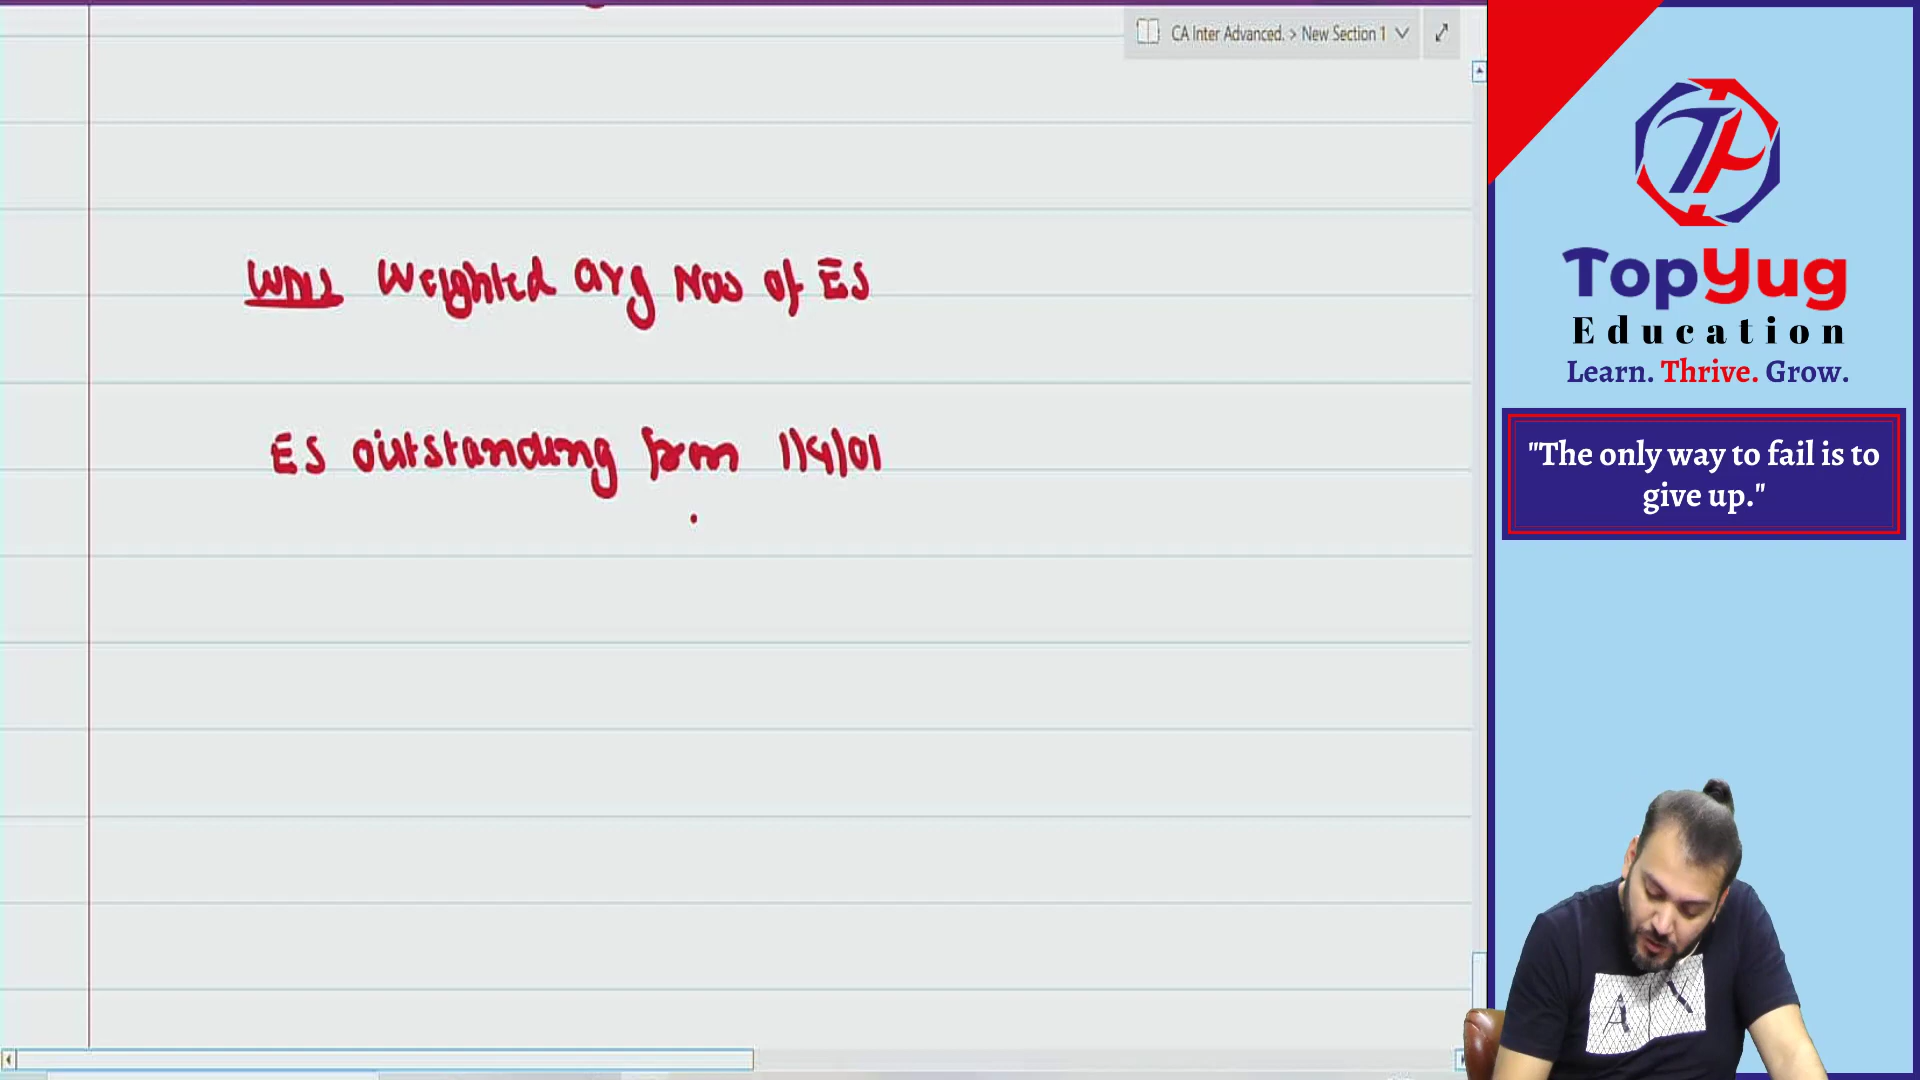 CA Inter Advanced. > New Section 1
WN1 Weighted avg Nos of ES
ES outstanding from 1/4/01
TopYug
Education
Learn. Thrive. Grow.
"The only way to fail is to
give up."
A X